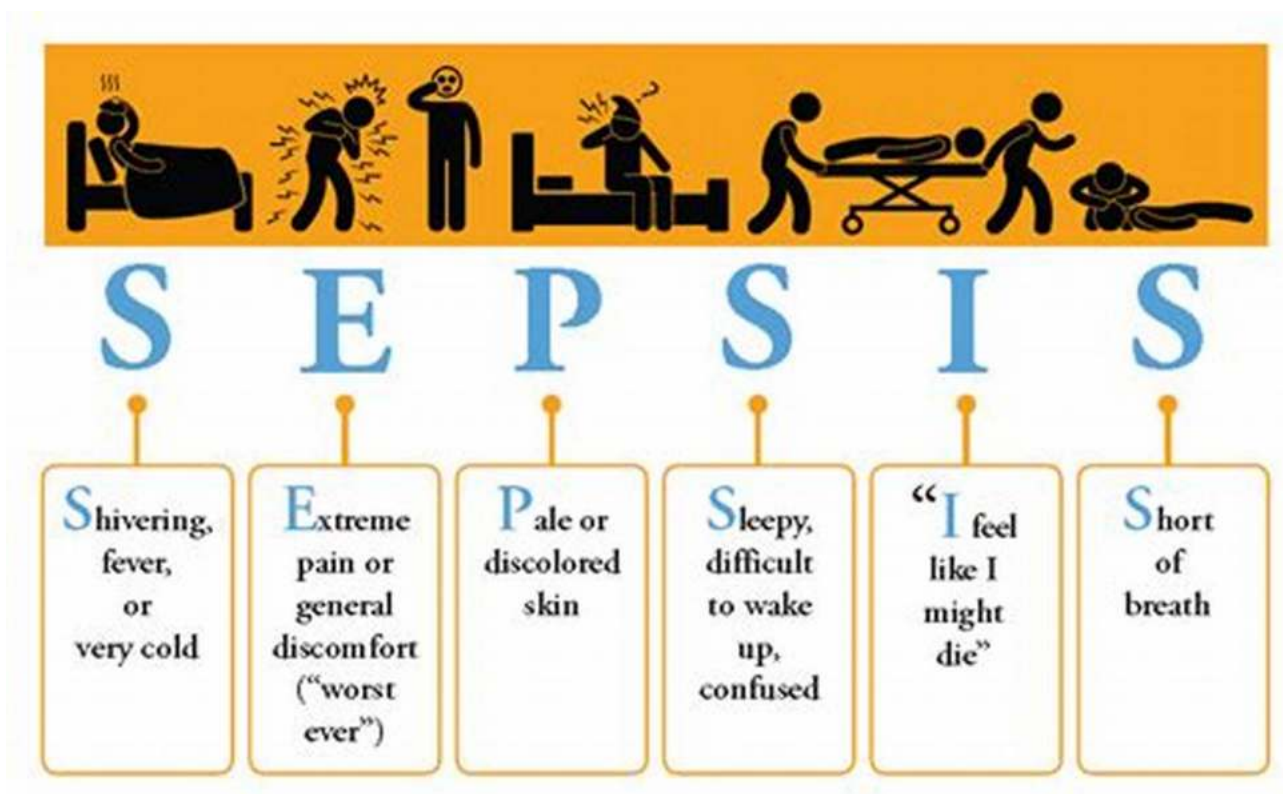 S E P S I S
Shivering,
fever,
or
very cold
Extreme
pain or
general
discomfort
(“worst
ever”)
Pale or
discolored
skin
Sleepy,
difficult
to wake
up,
confused
“I feel
like I
might
die”
Short
of
breath